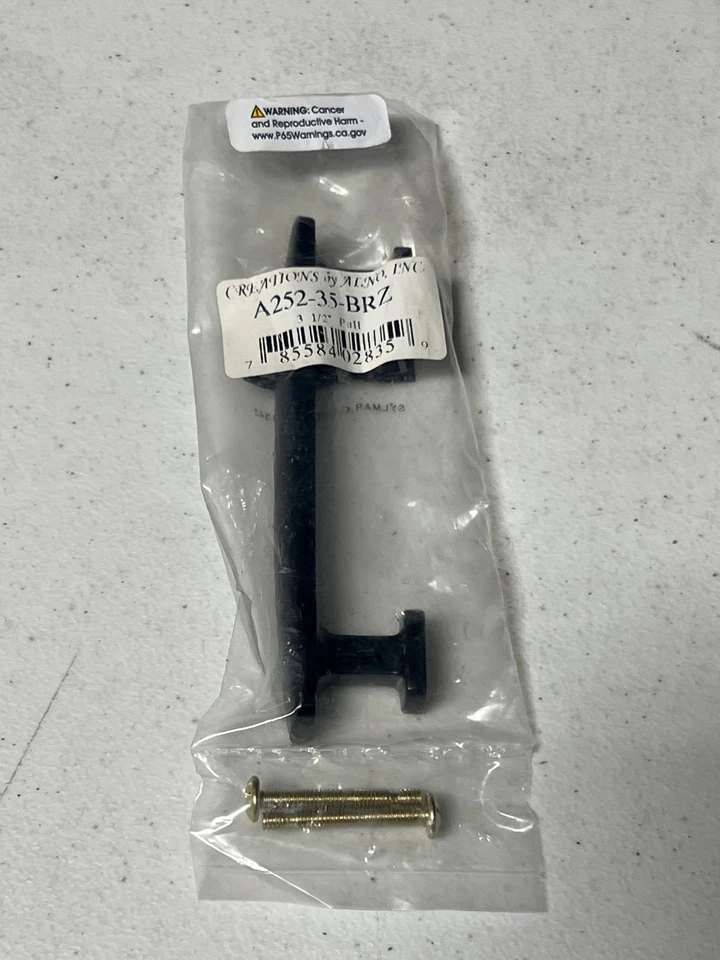 ⚠WARNING: Cancer
and Reproductive Harm -
www.P65Warnings.ca.gov
CREATIONS by ALNO, INC.
A252-35-BRZ
3 1/2" Pull
7 85584 02835 9
SYLMAR